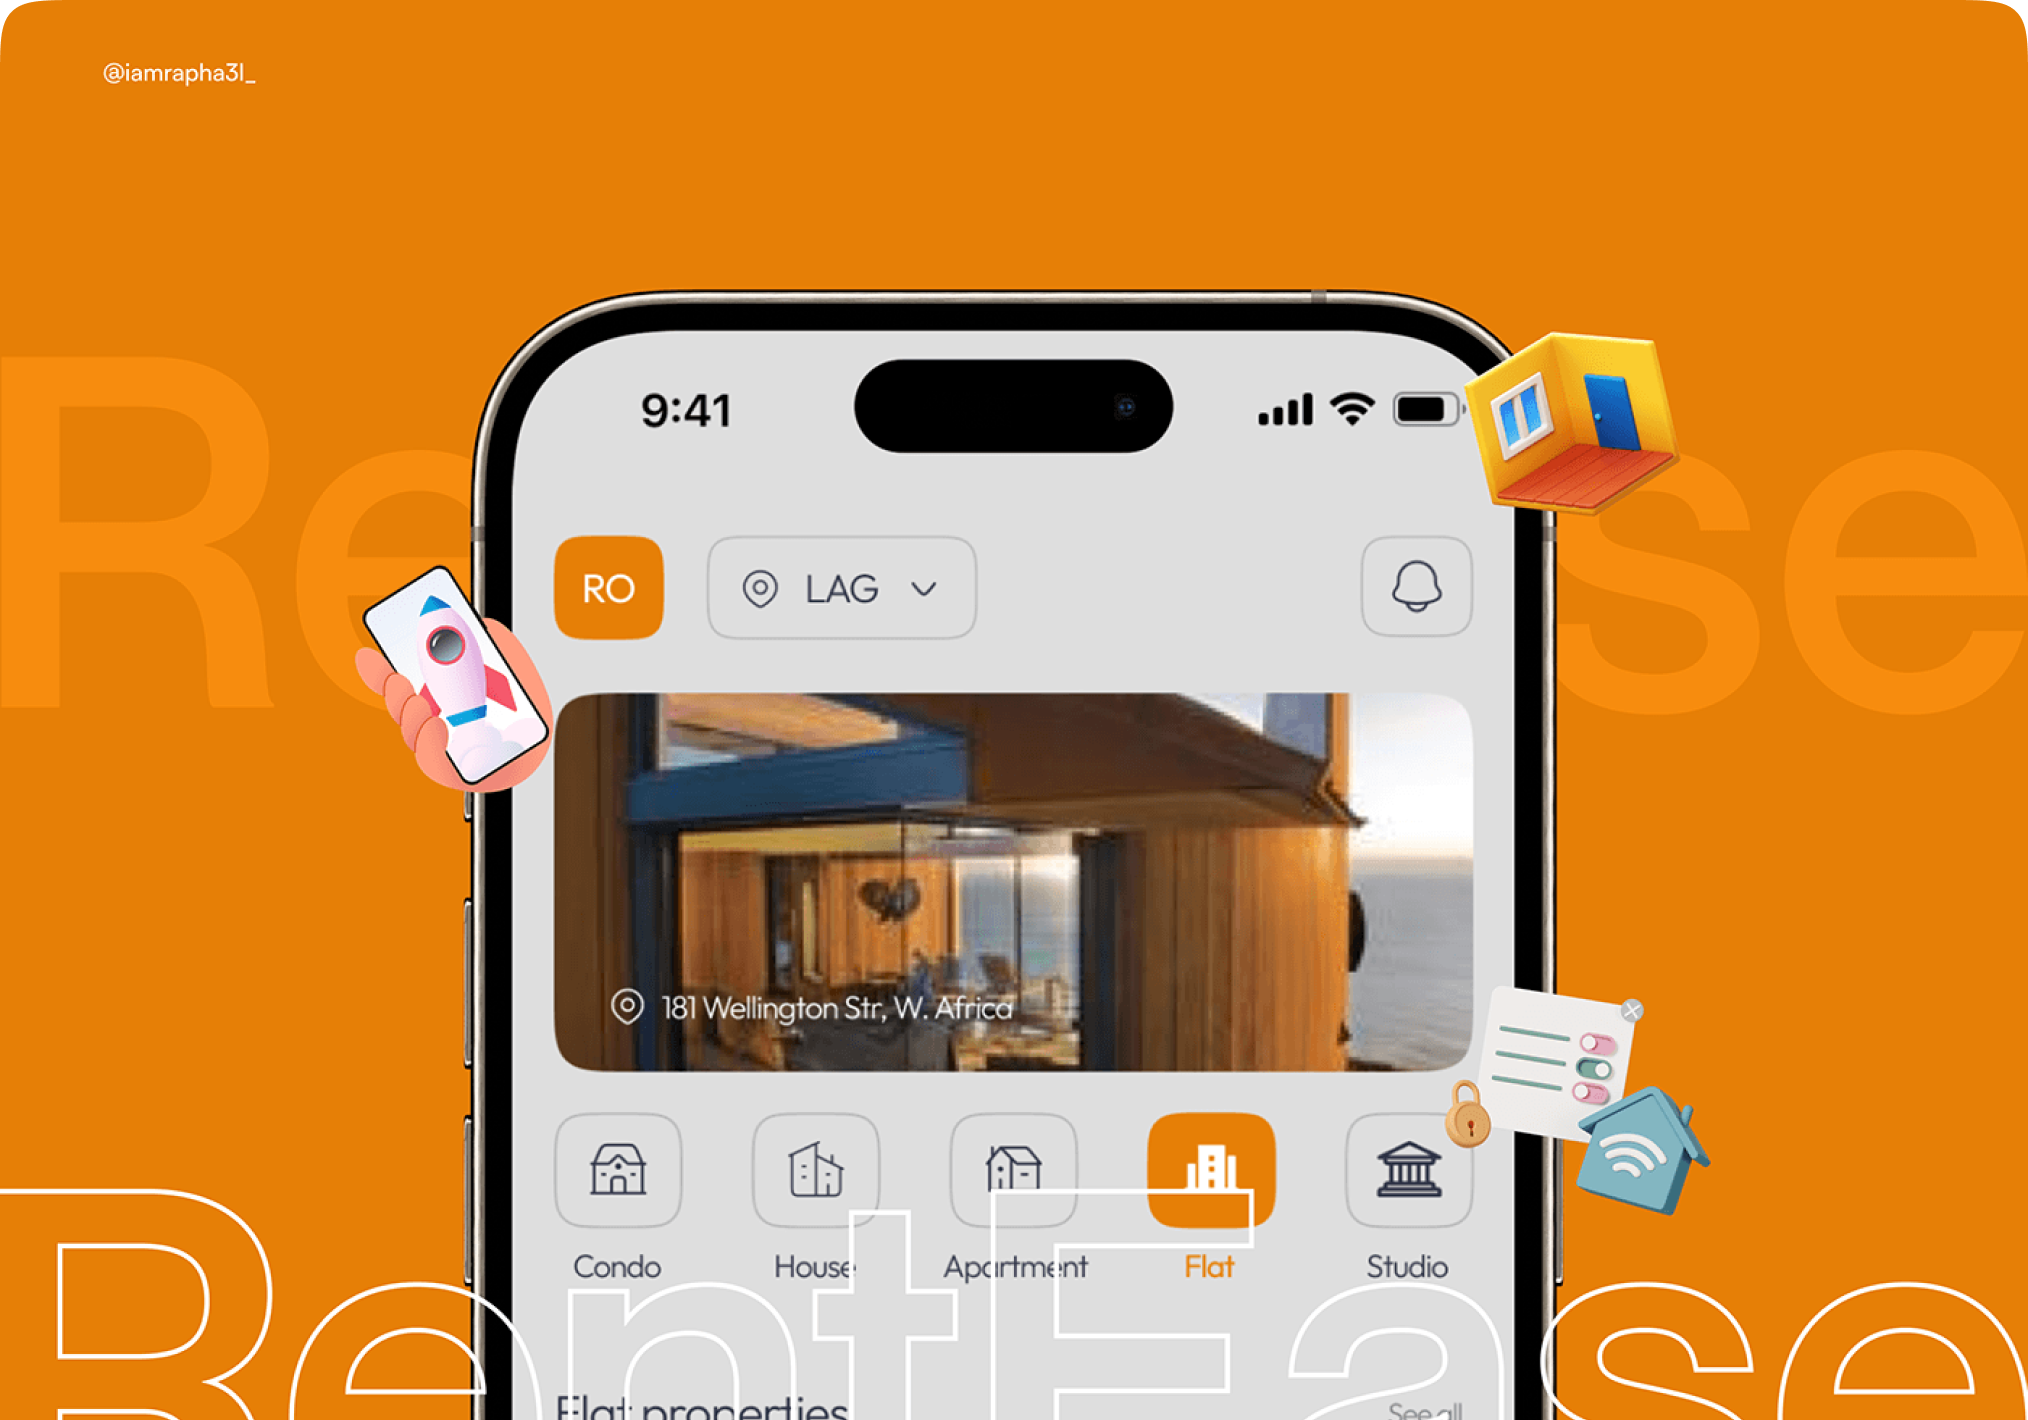 @iamrapha3l_
9:41
RO
LAG
181 Wellington Str, W. Africa
Condo
House
Apartment
Flat
Studio
RentEase
Flat properties
See all